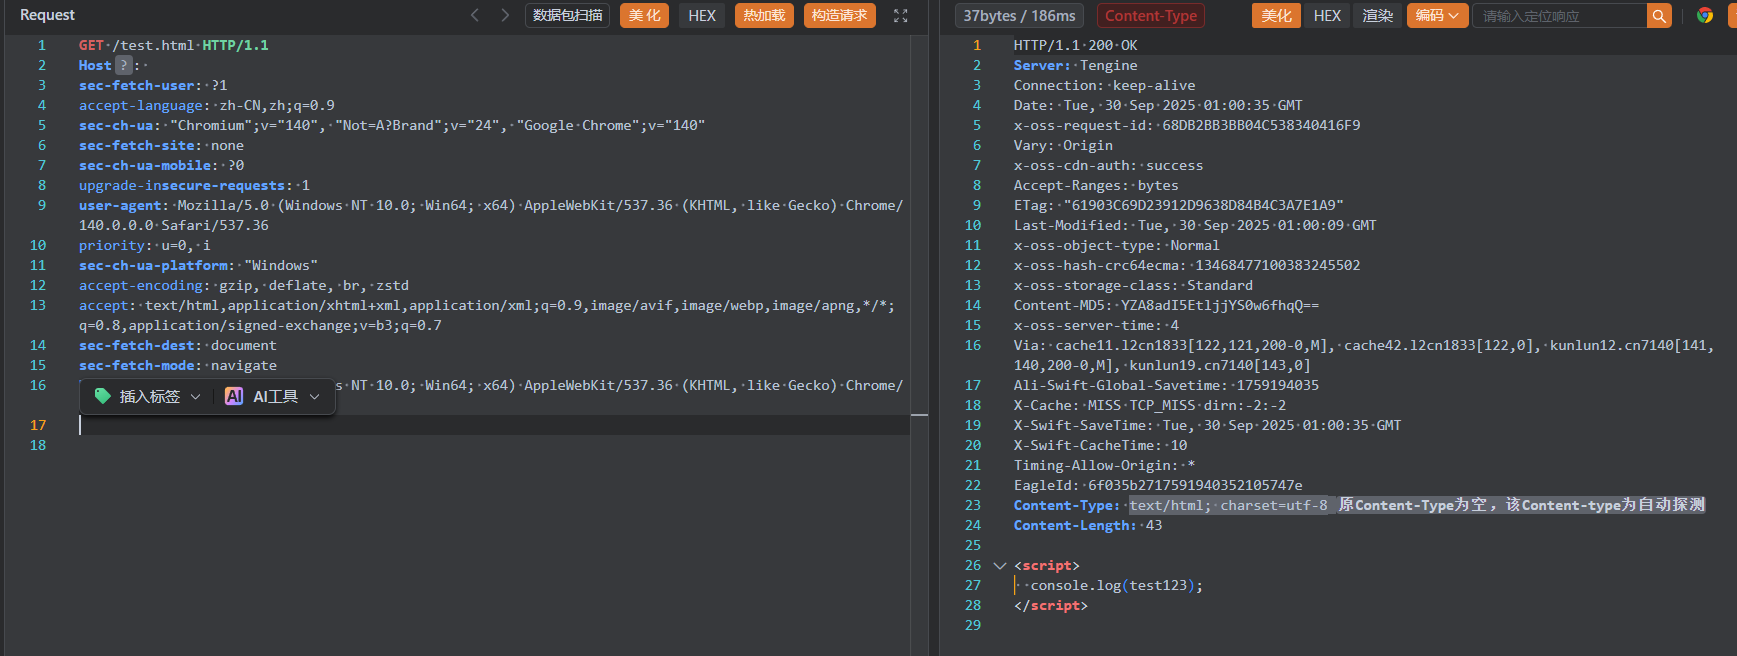 Request
数据包扫描
美化
HEX
热加载
构造请求
1 GET /test.html HTTP/1.1
2 Host ? :
3 sec-fetch-user: ?1
4 accept-language: zh-CN,zh;q=0.9
5 sec-ch-ua: "Chromium";v="140", "Not=A?Brand";v="24", "Google Chrome";v="140"
6 sec-fetch-site: none
7 sec-ch-ua-mobile: ?0
8 upgrade-insecure-requests: 1
9 user-agent: Mozilla/5.0 (Windows NT 10.0; Win64; x64) AppleWebKit/537.36 (KHTML, like Gecko) Chrome/
140.0.0.0 Safari/537.36
10 priority: u=0, i
11 sec-ch-ua-platform: "Windows"
12 accept-encoding: gzip, deflate, br, zstd
13 accept: text/html,application/xhtml+xml,application/xml;q=0.9,image/avif,image/webp,image/apng,*/*;
q=0.8,application/signed-exchange;v=b3;q=0.7
14 sec-fetch-dest: document
15 sec-fetch-mode: navigate
16 s NT 10.0; Win64; x64) AppleWebKit/537.36 (KHTML, like Gecko) Chrome/
插入标签
AI AI工具
17
18
37bytes / 186ms
Content-Type
美化
HEX
渲染
编码
请输入定位响应
1 HTTP/1.1 200 OK
2 Server: Tengine
3 Connection: keep-alive
4 Date: Tue, 30 Sep 2025 01:00:35 GMT
5 x-oss-request-id: 68DB2BB3BB04C538340416F9
6 Vary: Origin
7 x-oss-cdn-auth: success
8 Accept-Ranges: bytes
9 ETag: "61903C69D23912D9638D84B4C3A7E1A9"
10 Last-Modified: Tue, 30 Sep 2025 01:00:09 GMT
11 x-oss-object-type: Normal
12 x-oss-hash-crc64ecma: 13468477100383245502
13 x-oss-storage-class: Standard
14 Content-MD5: YZA8adI5EtljjYS0w6fhqQ==
15 x-oss-server-time: 4
16 Via: cache11.l2cn1833[122,121,200-0,M], cache42.l2cn1833[122,0], kunlun12.cn7140[141,
140,200-0,M], kunlun19.cn7140[143,0]
17 Ali-Swift-Global-Savetime: 1759194035
18 X-Cache: MISS TCP_MISS dirn:-2:-2
19 X-Swift-SaveTime: Tue, 30 Sep 2025 01:00:35 GMT
20 X-Swift-CacheTime: 10
21 Timing-Allow-Origin: *
22 EagleId: 6f035b2717591940352105747e
23 Content-Type: text/html; charset=utf-8 原Content-Type为空，该Content-type为自动探测
24 Content-Length: 43
25
26 <script>
27 console.log(test123);
28 </script>
29